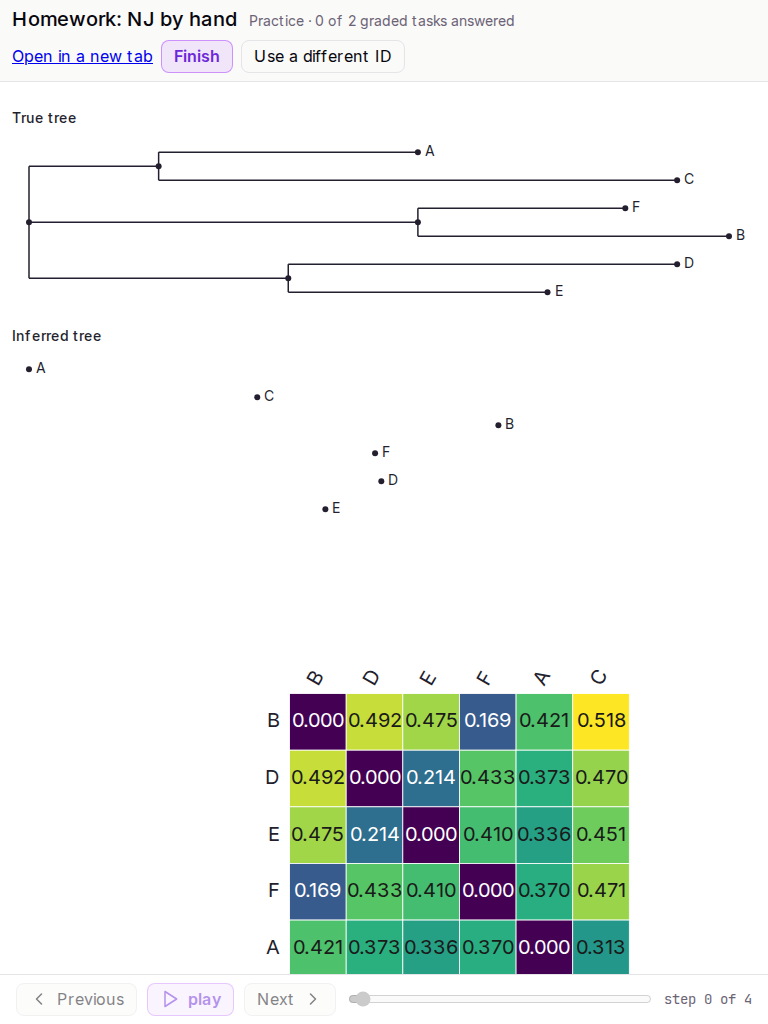 Homework: NJ by hand Practice · 0 of 2 graded tasks answered
Open in a new tab Finish Use a different ID
True tree
A
C
F
B
D
E
Inferred tree
A
C
B
F
D
E
B D E F A C
B 0.000 0.492 0.475 0.169 0.421 0.518
D 0.492 0.000 0.214 0.433 0.373 0.470
E 0.475 0.214 0.000 0.410 0.336 0.451
F 0.169 0.433 0.410 0.000 0.370 0.471
A 0.421 0.373 0.336 0.370 0.000 0.313
Previous play Next step 0 of 4